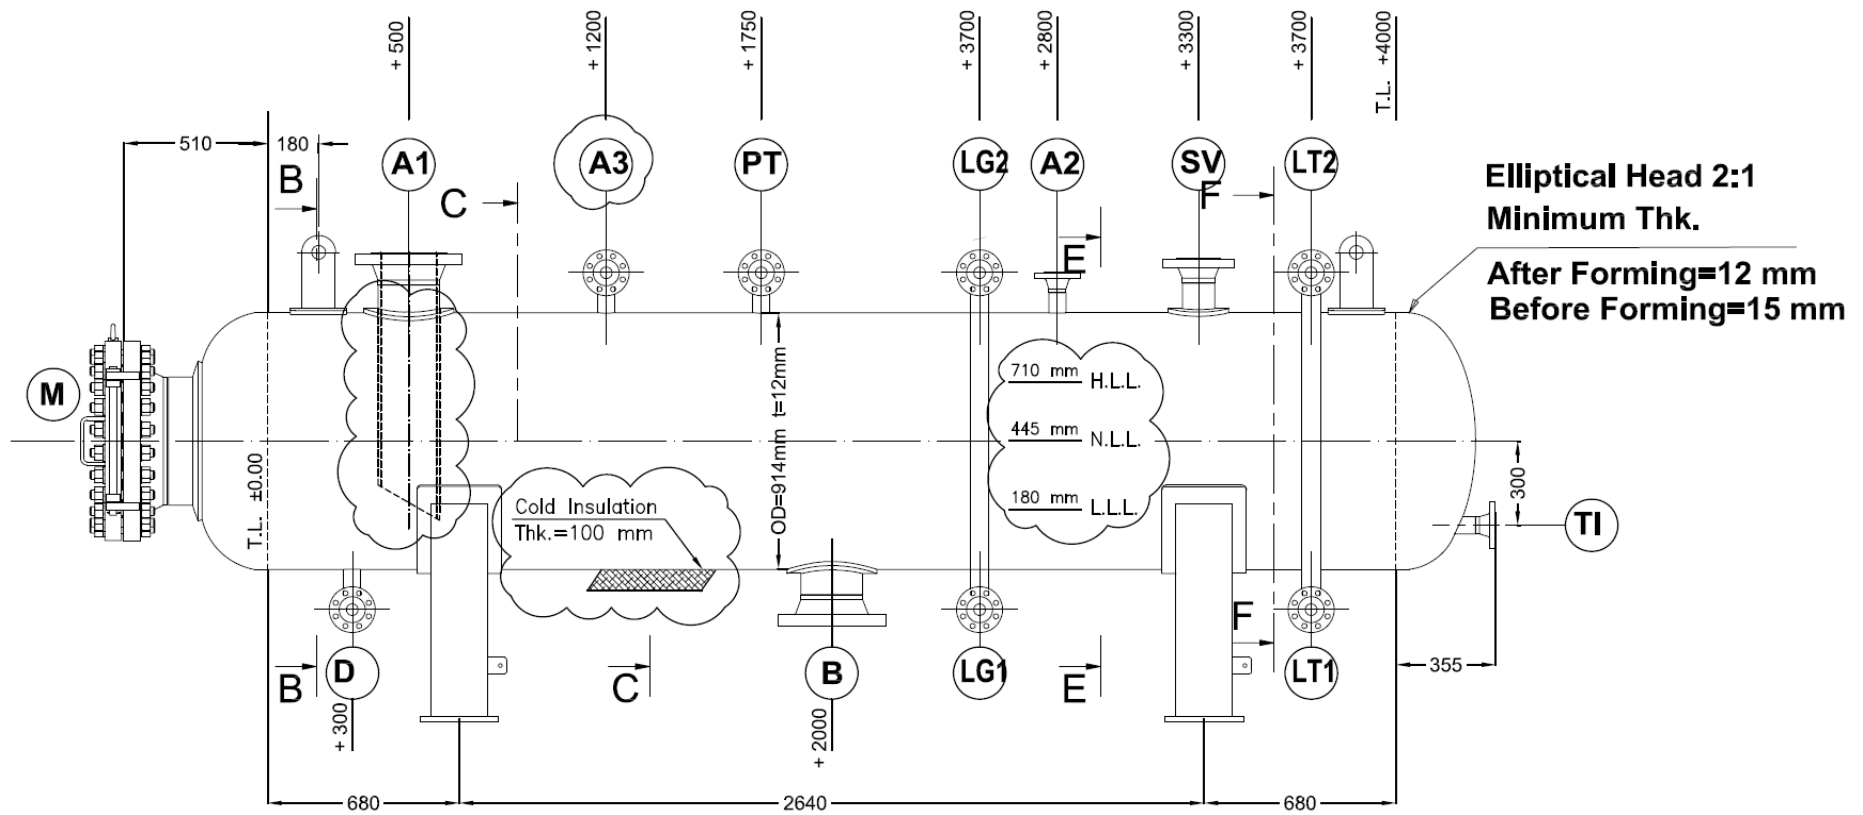 + 500
+ 1200
+ 1750
+ 3700
+ 2800
+ 3300
+ 3700
T.L. +4000
510
180
A1
A3
PT
LG2
A2
SV
LT2
B
C
F
E
Elliptical Head 2:1
Minimum Thk.
After Forming=12 mm
Before Forming=15 mm
M
T.L. ±0.00
OD=914mm t=12mm
710 mm H.L.L.
445 mm N.L.L.
180 mm L.L.L.
300
Cold Insulation
Thk.=100 mm
TI
F
B
D
C
B
LG1
E
LT1
355
+ 300
+ 2000
680
2640
680